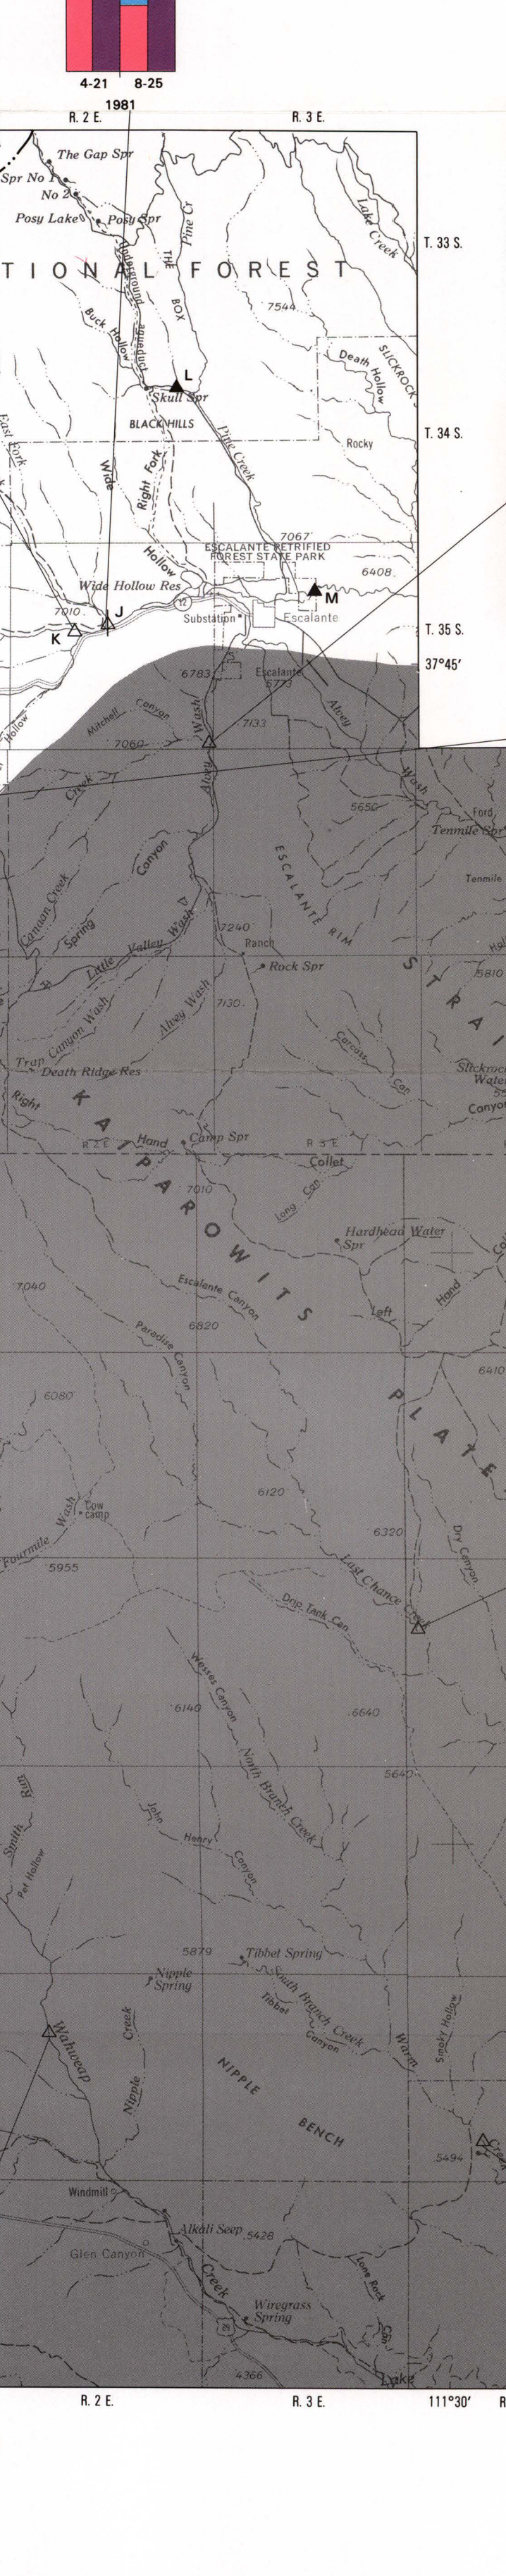 4-21 8-25
1981
R. 2 E. R. 3 E.
The Gap Spr
Spr No 1
No 2
Posy Lake
Posy Spr
Pine Cr
Lake Creek
T. 33 S.
Underground aqueduct
THE BOX
TIONAL FOREST
7544
Buck Hollow
Death Hollow
SLICKROCK
L
Skull Spr
BLACK HILLS
Pine Creek
T. 34 S.
East Fork
Rocky
Wide
Right Fork
Hollow
7067
ESCALANTE PETRIFIED
FOREST STATE PARK
6408
Wide Hollow Res
12
M
7010
J
K
Substation
Escalante
T. 35 S.
37°45′
6783
Escalante
5773
Hollow
Mitchell Canyon
Alvey Wash
7133
Alvey
Wash
7060
Creek
5650
Ford
Tenmile Spr
Canyon
ESCALANTE RIM
Tenmile
Canaan Creek
Spring
Little Valley Wash
7240
Ranch
Rock Spr
STRAI
5810
Alvey Wash
7130
Trap Canyon Wash
Death Ridge Res
Carcass Can
Slickrock
Water
Canyon
Right
Hand
R 2 E
Camp Spr
R 3 E
Collet
KAIPAROWITS
7010
Long Can
Hardhead Water
Spr
7040
Escalante Canyon
Left
Hand
6820
Paradise Canyon
6410
6080
PLATE
6120
Wash
Cow
camp
6320
Dry Canyon
Fourmile
5955
Last Chance Creek
Drip Tank Can
Wesses Canyon
6140
6640
North Branch Creek
5640
Smith Run
John
Henry
Canyon
Pet Hollow
5879
Tibbet Spring
Nipple
Spring
South Branch Creek
Tibbet
Canyon
Smoky Hollow
Wahweap
Nipple Creek
Warm
Creek
NIPPLE
BENCH
5494
Windmill
Alkali Seep
5428
Glen Canyon
Creek
Lone Rock
Can
Wiregrass
Spring
89
4366
Lake
R. 2 E. R. 3 E. 111°30′ R